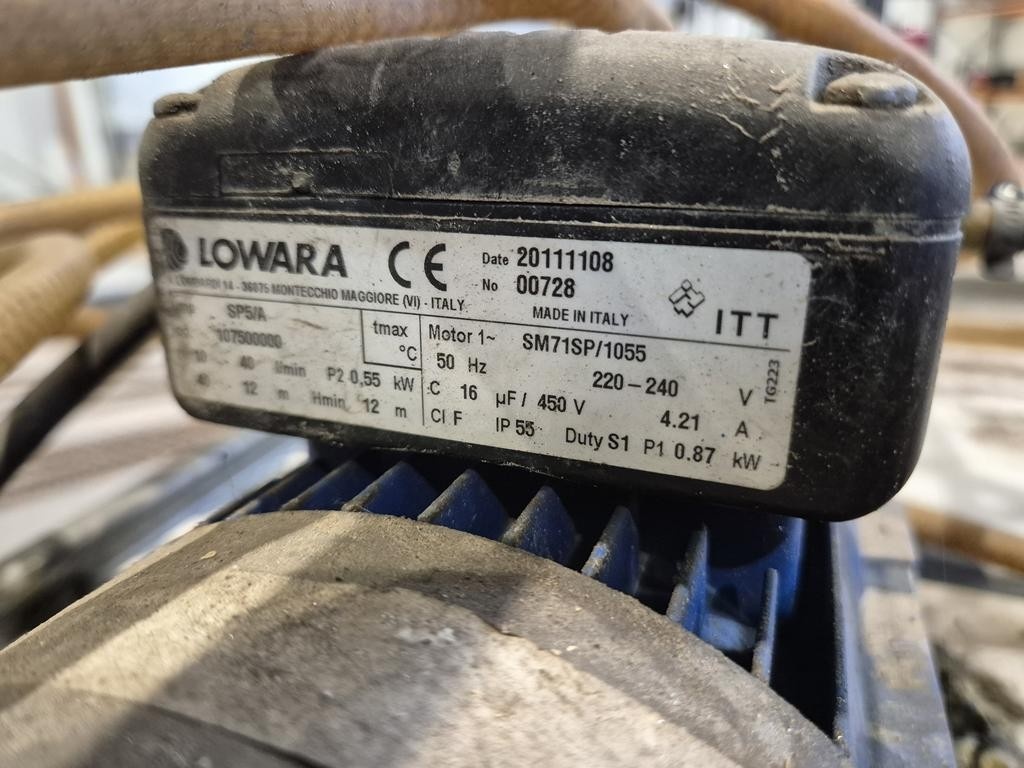 LOWARA CE Date 20111108
No 00728
14 - 36075 MONTECCHIO MAGGIORE (VI) - ITALY
MADE IN ITALY
ITT
SP5/A
107500000
40 l/min P2 0,55 kW
12 m Hmin 12 m
tmax
°C
Motor 1~ SM71SP/1055
50 Hz 220-240 V
C 16 µF / 450 V 4.21 A
Cl F IP 55 Duty S1 P1 0.87 kW
TG223